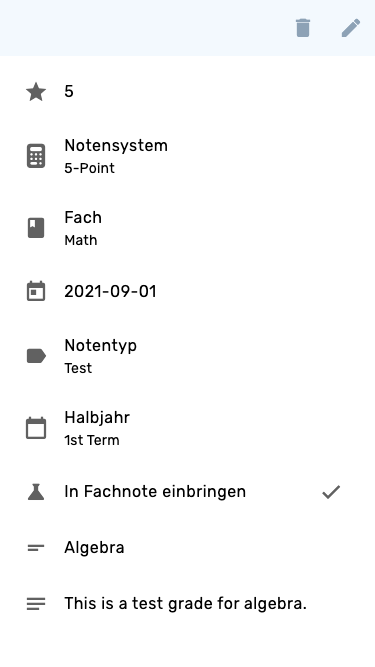 5
Notensystem
5-Point
Fach
Math
2021-09-01
Notentyp
Test
Halbjahr
1st Term
In Fachnote einbringen
Algebra
This is a test grade for algebra.